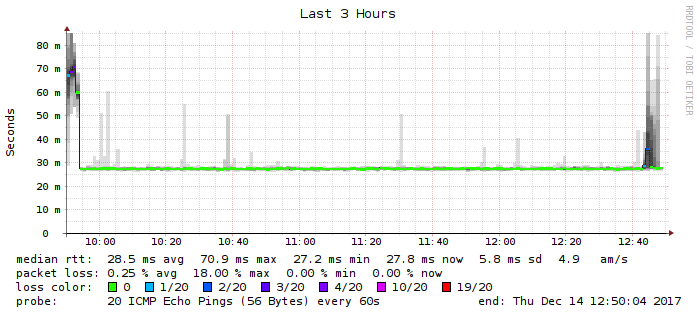 Last 3 Hours
RRDTOOL / TOBI OETIKER
Seconds
80 m
70 m
60 m
50 m
40 m
30 m
20 m
10 m
0
10:00 10:20 10:40 11:00 11:20 11:40 12:00 12:20 12:40
median rtt: 28.5 ms avg 70.9 ms max 27.2 ms min 27.8 ms now 5.8 ms sd 4.9 am/s
packet loss: 0.25 % avg 18.00 % max 0.00 % min 0.00 % now
loss color: 0 1/20 2/20 3/20 4/20 10/20 19/20
probe: 20 ICMP Echo Pings (56 Bytes) every 60s end: Thu Dec 14 12:50:04 2017